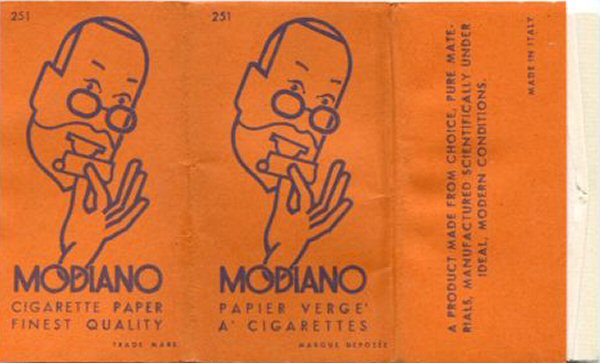 251
MODIANO
CIGARETTE PAPER
FINEST QUALITY
TRADE MARK
251
MODIANO
PAPIER VERGE'
A' CIGARETTES
MARQUE DEPOSÉE
A PRODUCT MADE FROM CHOICE, PURE MATE-
RIALS, MANUFACTURED SCIENTIFICALLY UNDER
IDEAL, MODERN CONDITIONS.
MADE IN ITALY